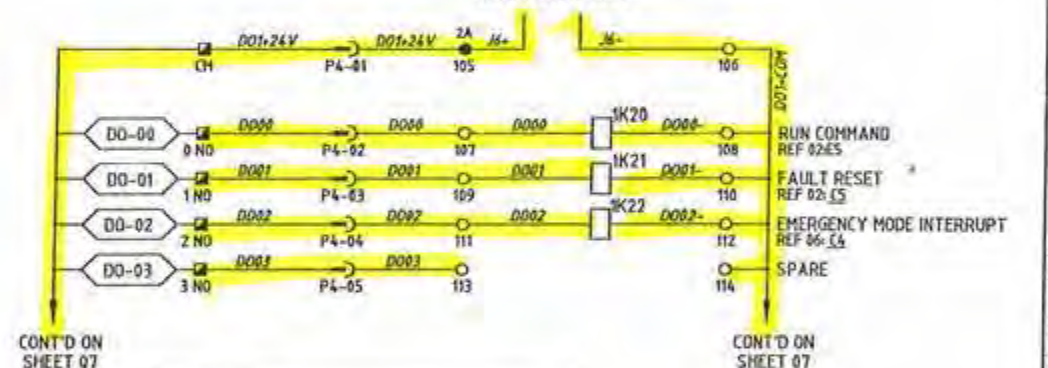 DO1+24V DO1+24V 2A J6+ J6-
CH P4-01 105 106
DO1-COM
1K20
DO-00 DO00 DO00 DO00 DO00- RUN COMMAND
0 NO P4-02 107 108 REF 02:E5
1K21
DO-01 DO01 DO01 DO01 DO01- FAULT RESET
1 NO P4-03 109 110 REF 02: C5
1K22
DO-02 DO02 DO02 DO02 DO02- EMERGENCY MODE INTERRUPT
2 NO P4-04 111 112 REF 06: C4
DO-03 DO03 DO03 SPARE
3 NO P4-05 113 114
CONT'D ON CONT'D ON
SHEET 07 SHEET 07